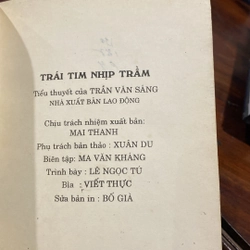 TRÁI TIM NHỊP TRẦM
Tiểu thuyết của TRẦN VĂN SÀNG
NHÀ XUẤT BẢN LAO ĐỘNG
Chịu trách nhiệm xuất bản:
MAI THANH
Phụ trách bản thảo : XUÂN DU
Biên tập: MA VĂN KHÁNG
Trình bày : LÊ NGỌC TÚ
Bìa : VIẾT THỰC
Sửa bản in : BỐ GIÀ